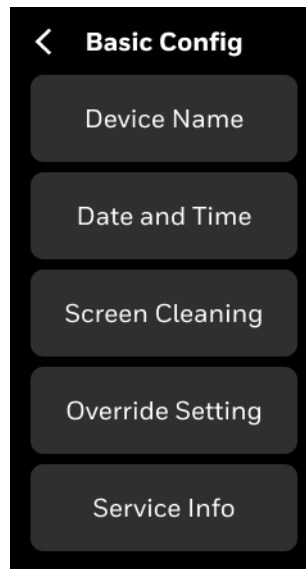 Basic Config
Device Name
Date and Time
Screen Cleaning
Override Setting
Service Info